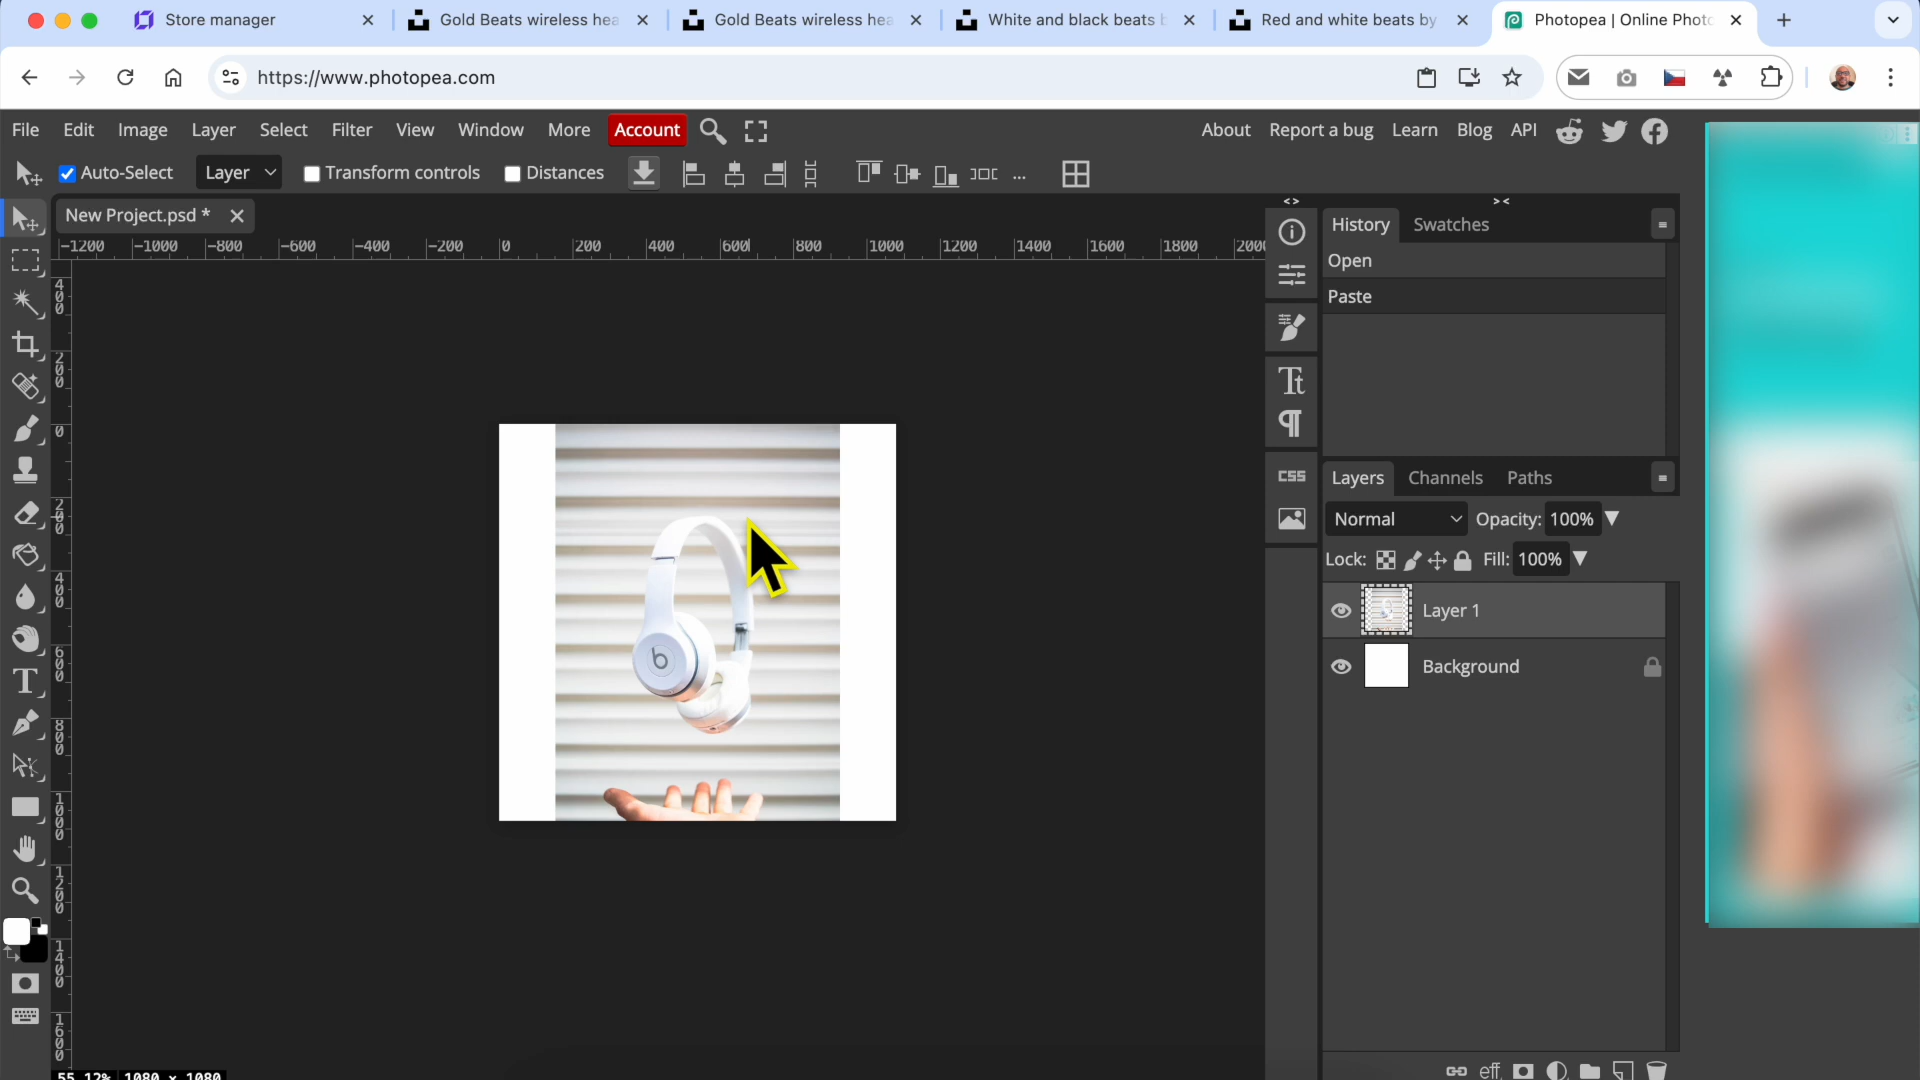 Store manager
Gold Beats wireless hea
Gold Beats wireless hea
White and black beats b
Red and white beats by
Photopea | Online Photo
https://www.photopea.com
File Edit Image Layer Select Filter View Window More Account
About Report a bug Learn Blog API
Auto-Select Layer Transform controls Distances ...
New Project.psd *
-1200 -1000 -800 -600 -400 -200 0 200 400 600 800 1000 1200 1400 1600 1800 2000
400
200
0
200
400
600
800
1000
1200
1400
1600
History Swatches
Open
Paste
CSS
Layers Channels Paths
Normal Opacity: 100%
Lock: Fill: 100%
Layer 1
Background
b
eff
55.12% 1080 x 1080